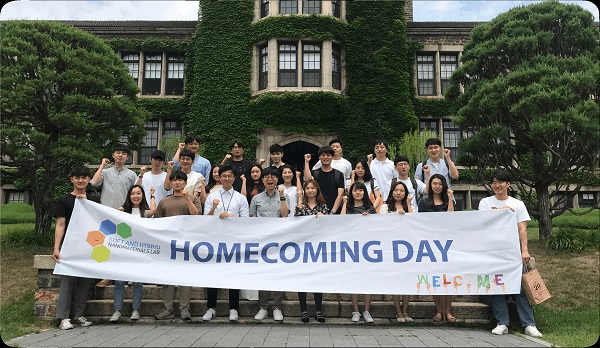 SOFT AND HYBRID
NANOMATERIALS LAB
HOMECOMING DAY
WELCOME